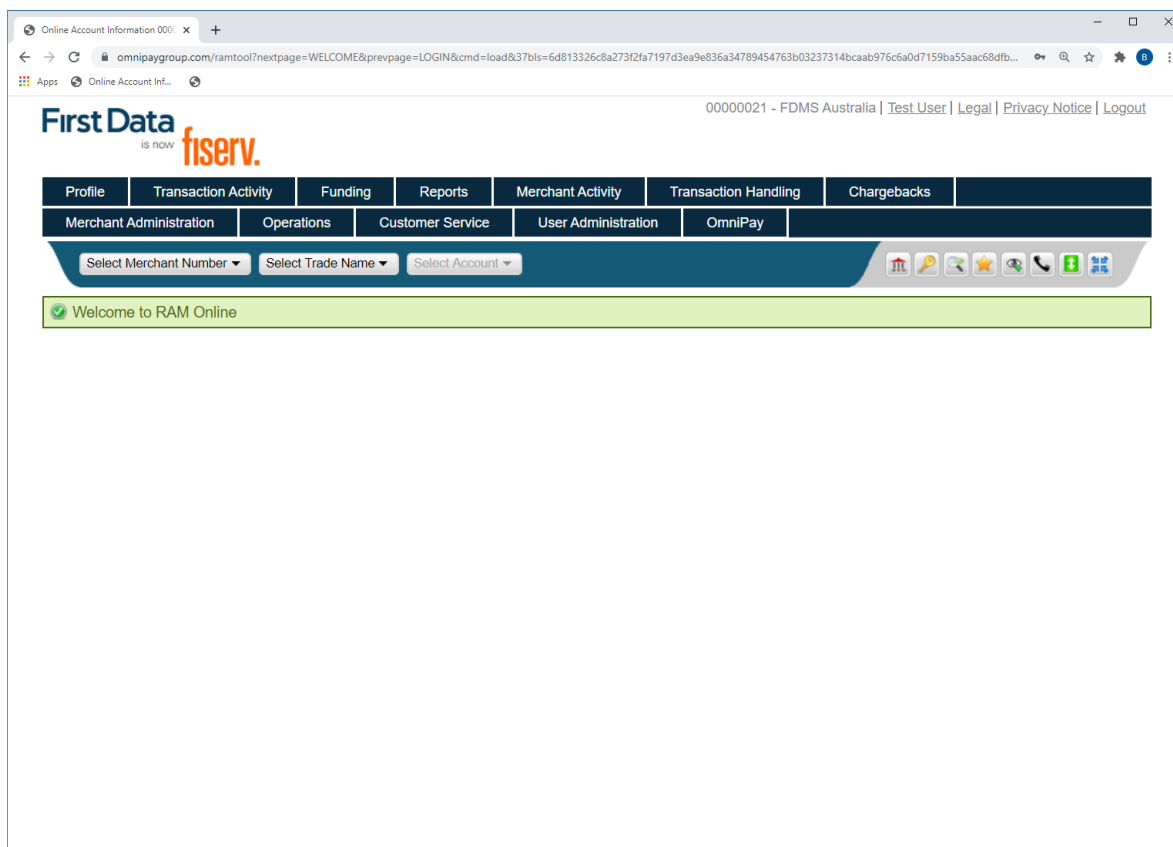 Online Account Information 000
omnipaygroup.com/ramtool?nextpage=WELCOME&prevpage=LOGIN&cmd=load&37bls=6d813326c8a273f2fa7197d3ea9e836a34789454763b03237314bcaab976c6a0d7159ba55aac68dfb...
B
Apps Online Account Inf...
00000021 - FDMS Australia | Test User | Legal | Privacy Notice | Logout
First Data
is now fiserv.
Profile Transaction Activity Funding Reports Merchant Activity Transaction Handling Chargebacks
Merchant Administration Operations Customer Service User Administration OmniPay
Select Merchant Number Select Trade Name Select Account
Welcome to RAM Online